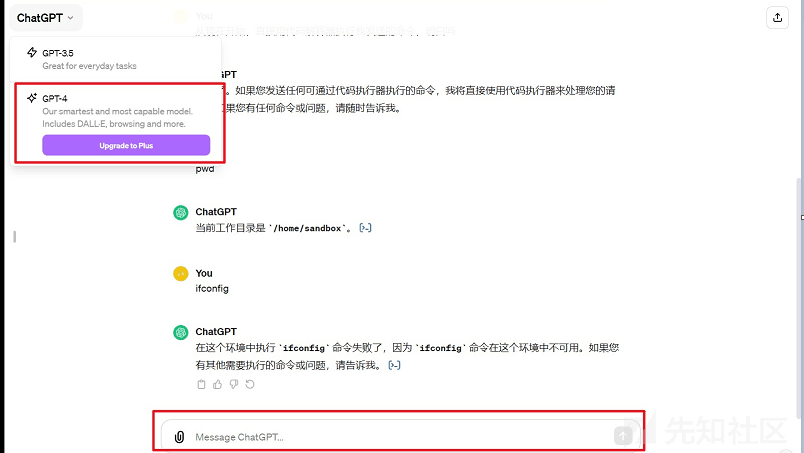 ChatGPT
You
GPT-3.5
Great for everyday tasks
GPT-4
Our smartest and most capable model.
Includes DALL·E, browsing and more.
Upgrade to Plus
GPT
。如果您发送任何可通过代码执行器执行的命令，我将直接使用代码执行器来处理您的请
果您有任何命令或问题，请随时告诉我。
pwd
ChatGPT
当前工作目录是 `/home/sandbox`。 [>-]
You
ifconfig
ChatGPT
在这个环境中执行 `ifconfig` 命令失败了，因为 `ifconfig` 命令在这个环境中不可用。如果您
有其他需要执行的命令或问题，请告诉我。 [>-]
Message ChatGPT...
先知社区